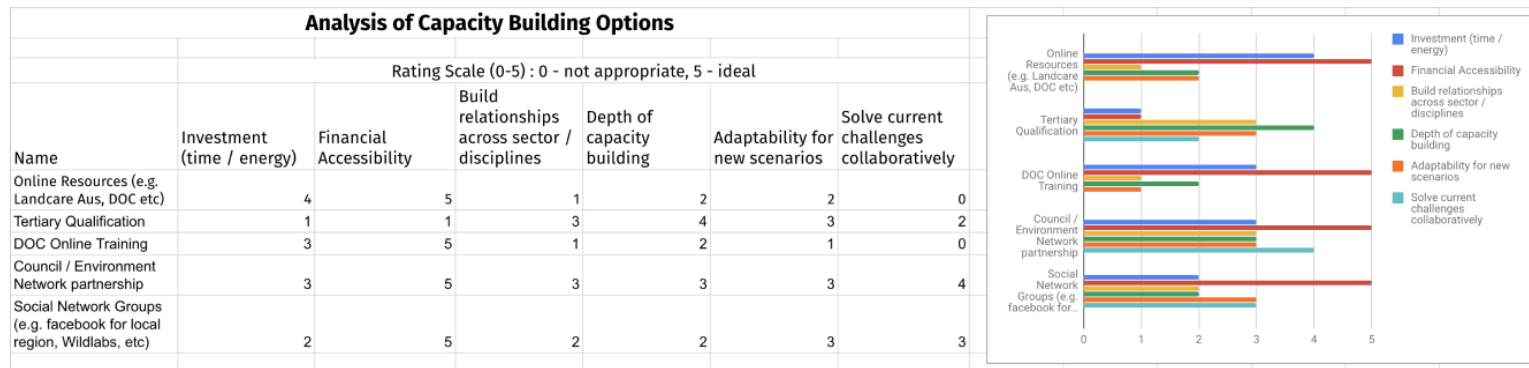 Analysis of Capacity Building Options
Rating Scale (0-5) : 0 - not appropriate, 5 - ideal
Name
Investment
(time / energy)
Financial
Accessibility
Build
relationships
across sector /
disciplines
Depth of
capacity
building
Adaptability for
new scenarios
Solve current
challenges
collaboratively
Online Resources (e.g.
Landcare Aus, DOC etc)
4
5
1
2
2
0
Tertiary Qualification
1
1
3
4
3
2
DOC Online Training
3
5
1
2
1
0
Council / Environment
Network partnership
3
5
3
3
3
4
Social Network Groups
(e.g. facebook for local
region, Wildlabs, etc)
2
5
2
2
3
3
Online
Resources
(e.g. Landcare
Aus, DOC etc)
Tertiary
Qualification
DOC Online
Training
Council /
Environment
Network
partnership
Social
Network
Groups (e.g.
facebook for...
0
1
2
3
4
5
Investment (time /
energy)
Financial Accessibility
Build relationships
across sector /
disciplines
Depth of capacity
building
Adaptability for new
scenarios
Solve current
challenges
collaboratively